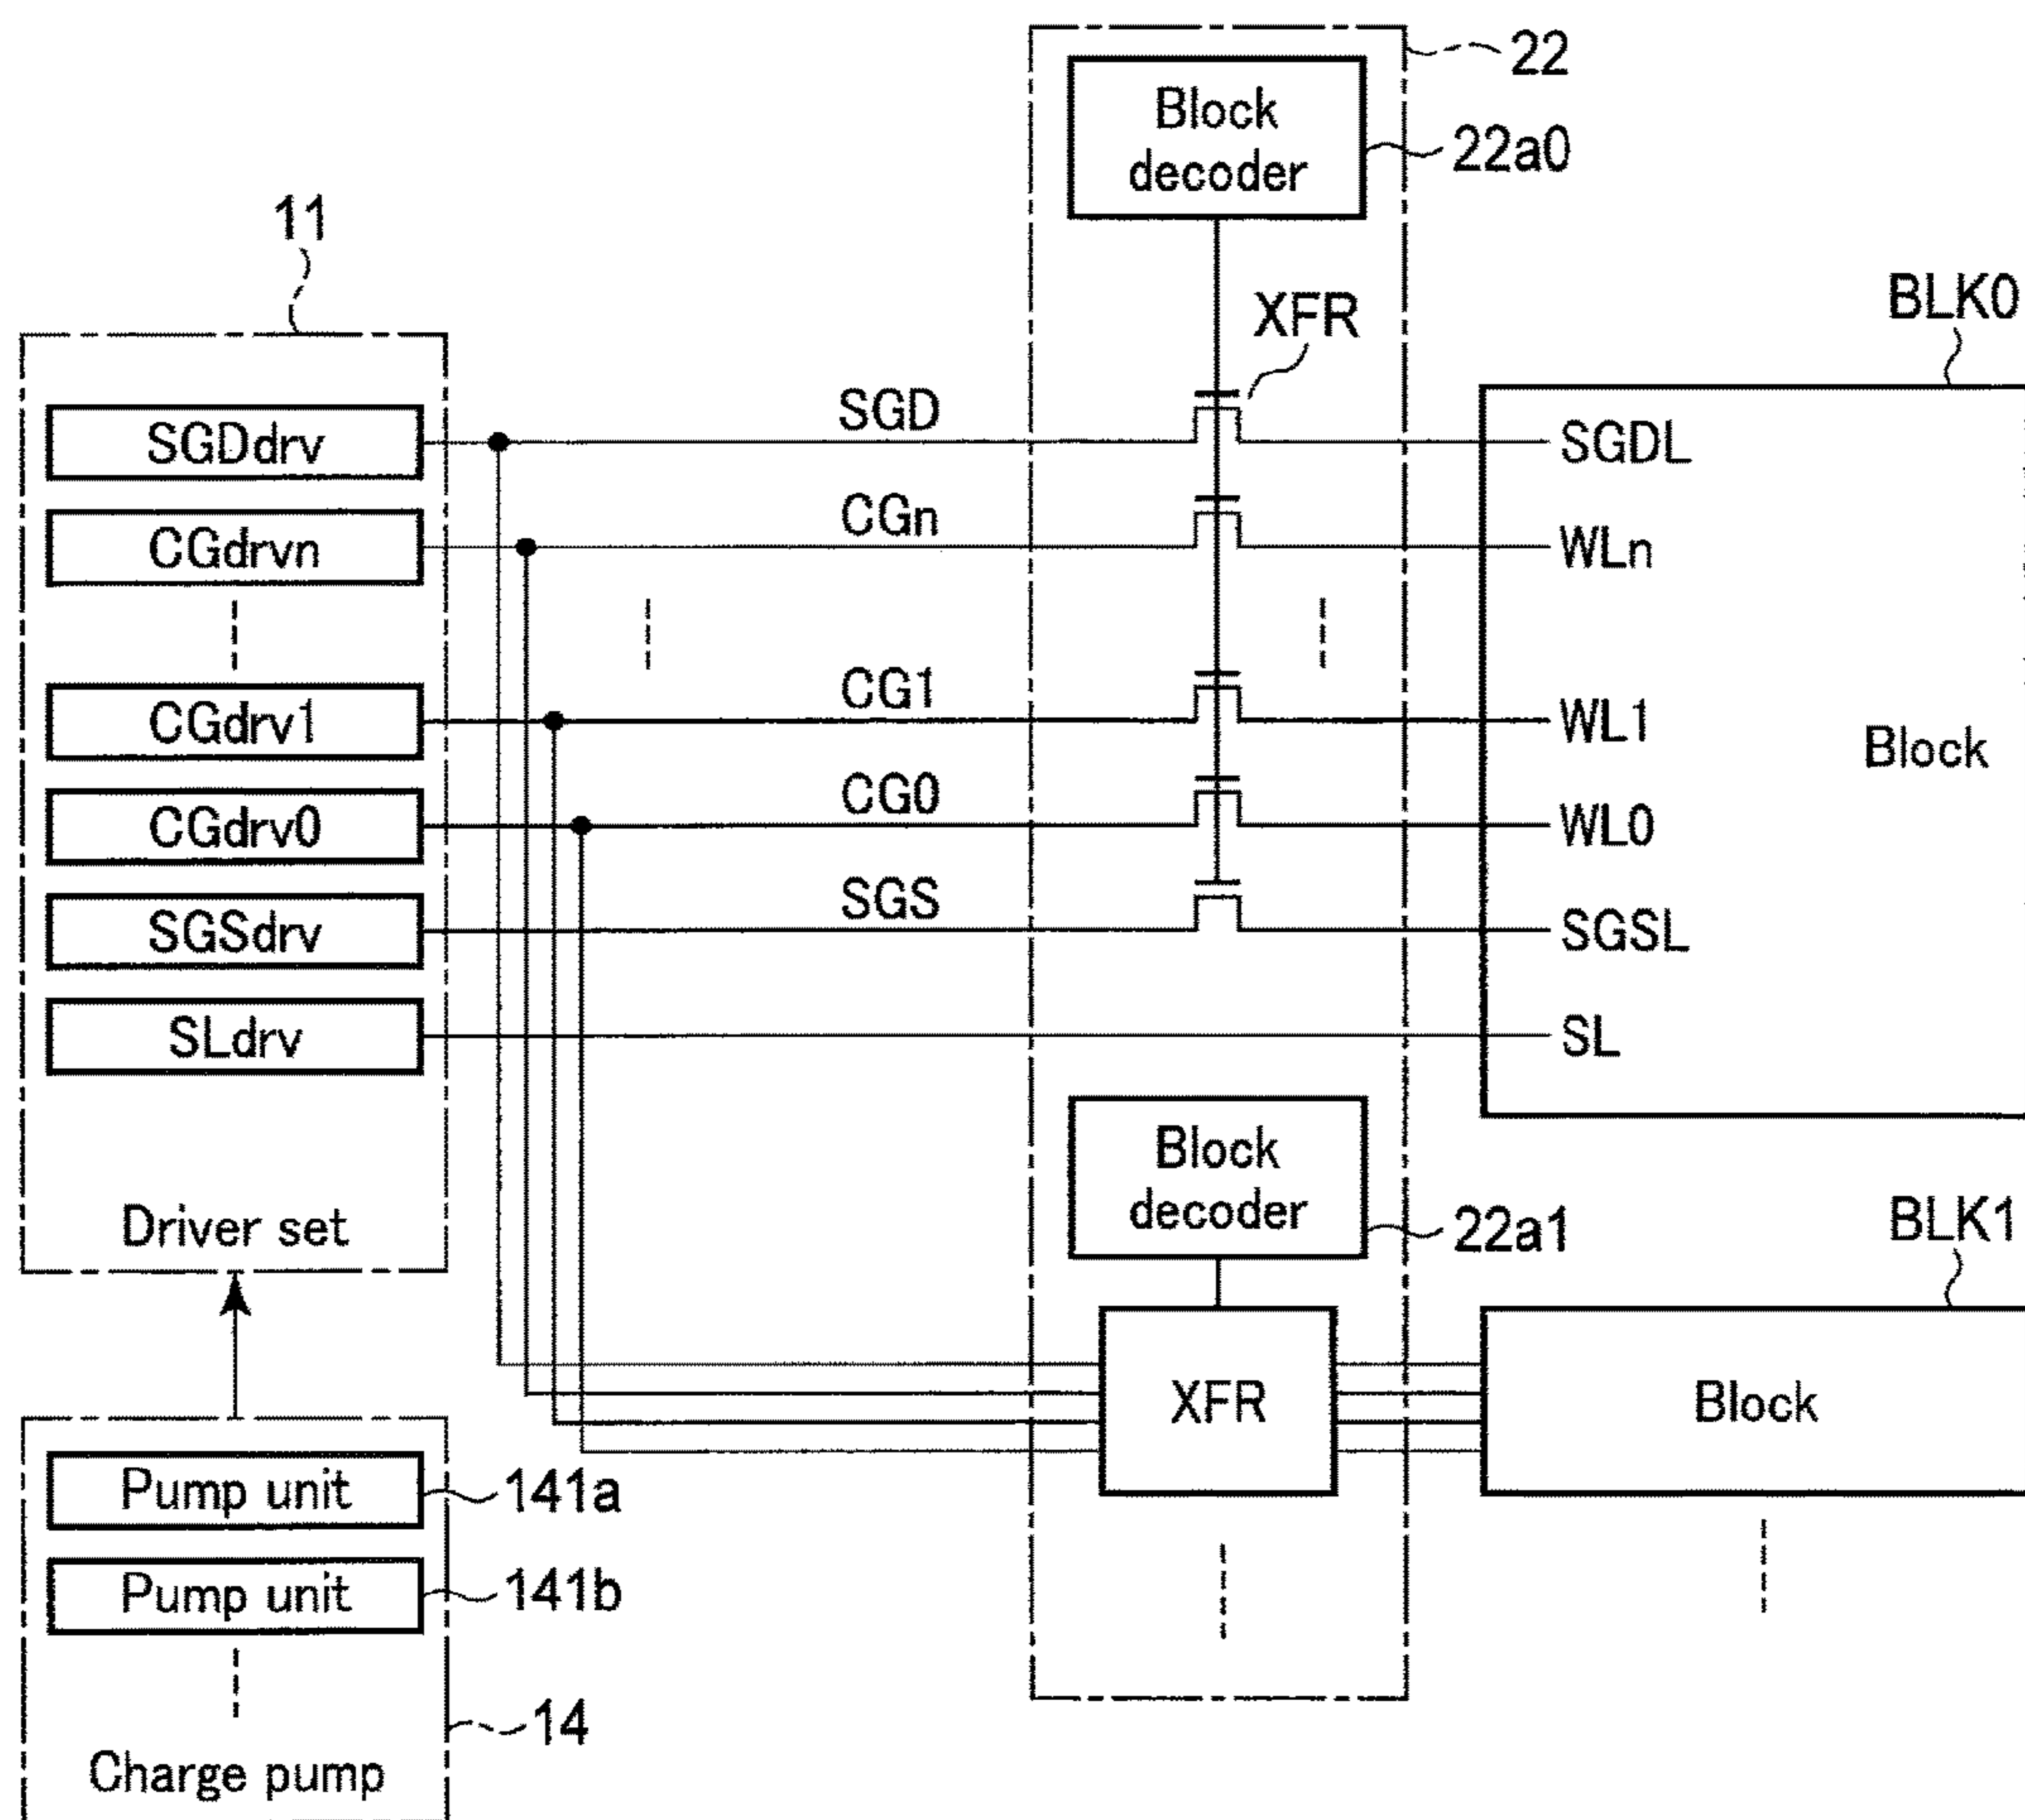 22
Block
decoder
22a0
11
XFR
BLK0
SGDdrv
SGD
SGDL
CGdrvn
CGn
WLn
CGdrv1
CG1
WL1
Block
CGdrv0
CG0
WL0
SGSdrv
SGS
SGSL
SLdrv
SL
Block
decoder
22a1
BLK1
Driver set
XFR
Block
Pump unit
141a
Pump unit
141b
14
Charge pump